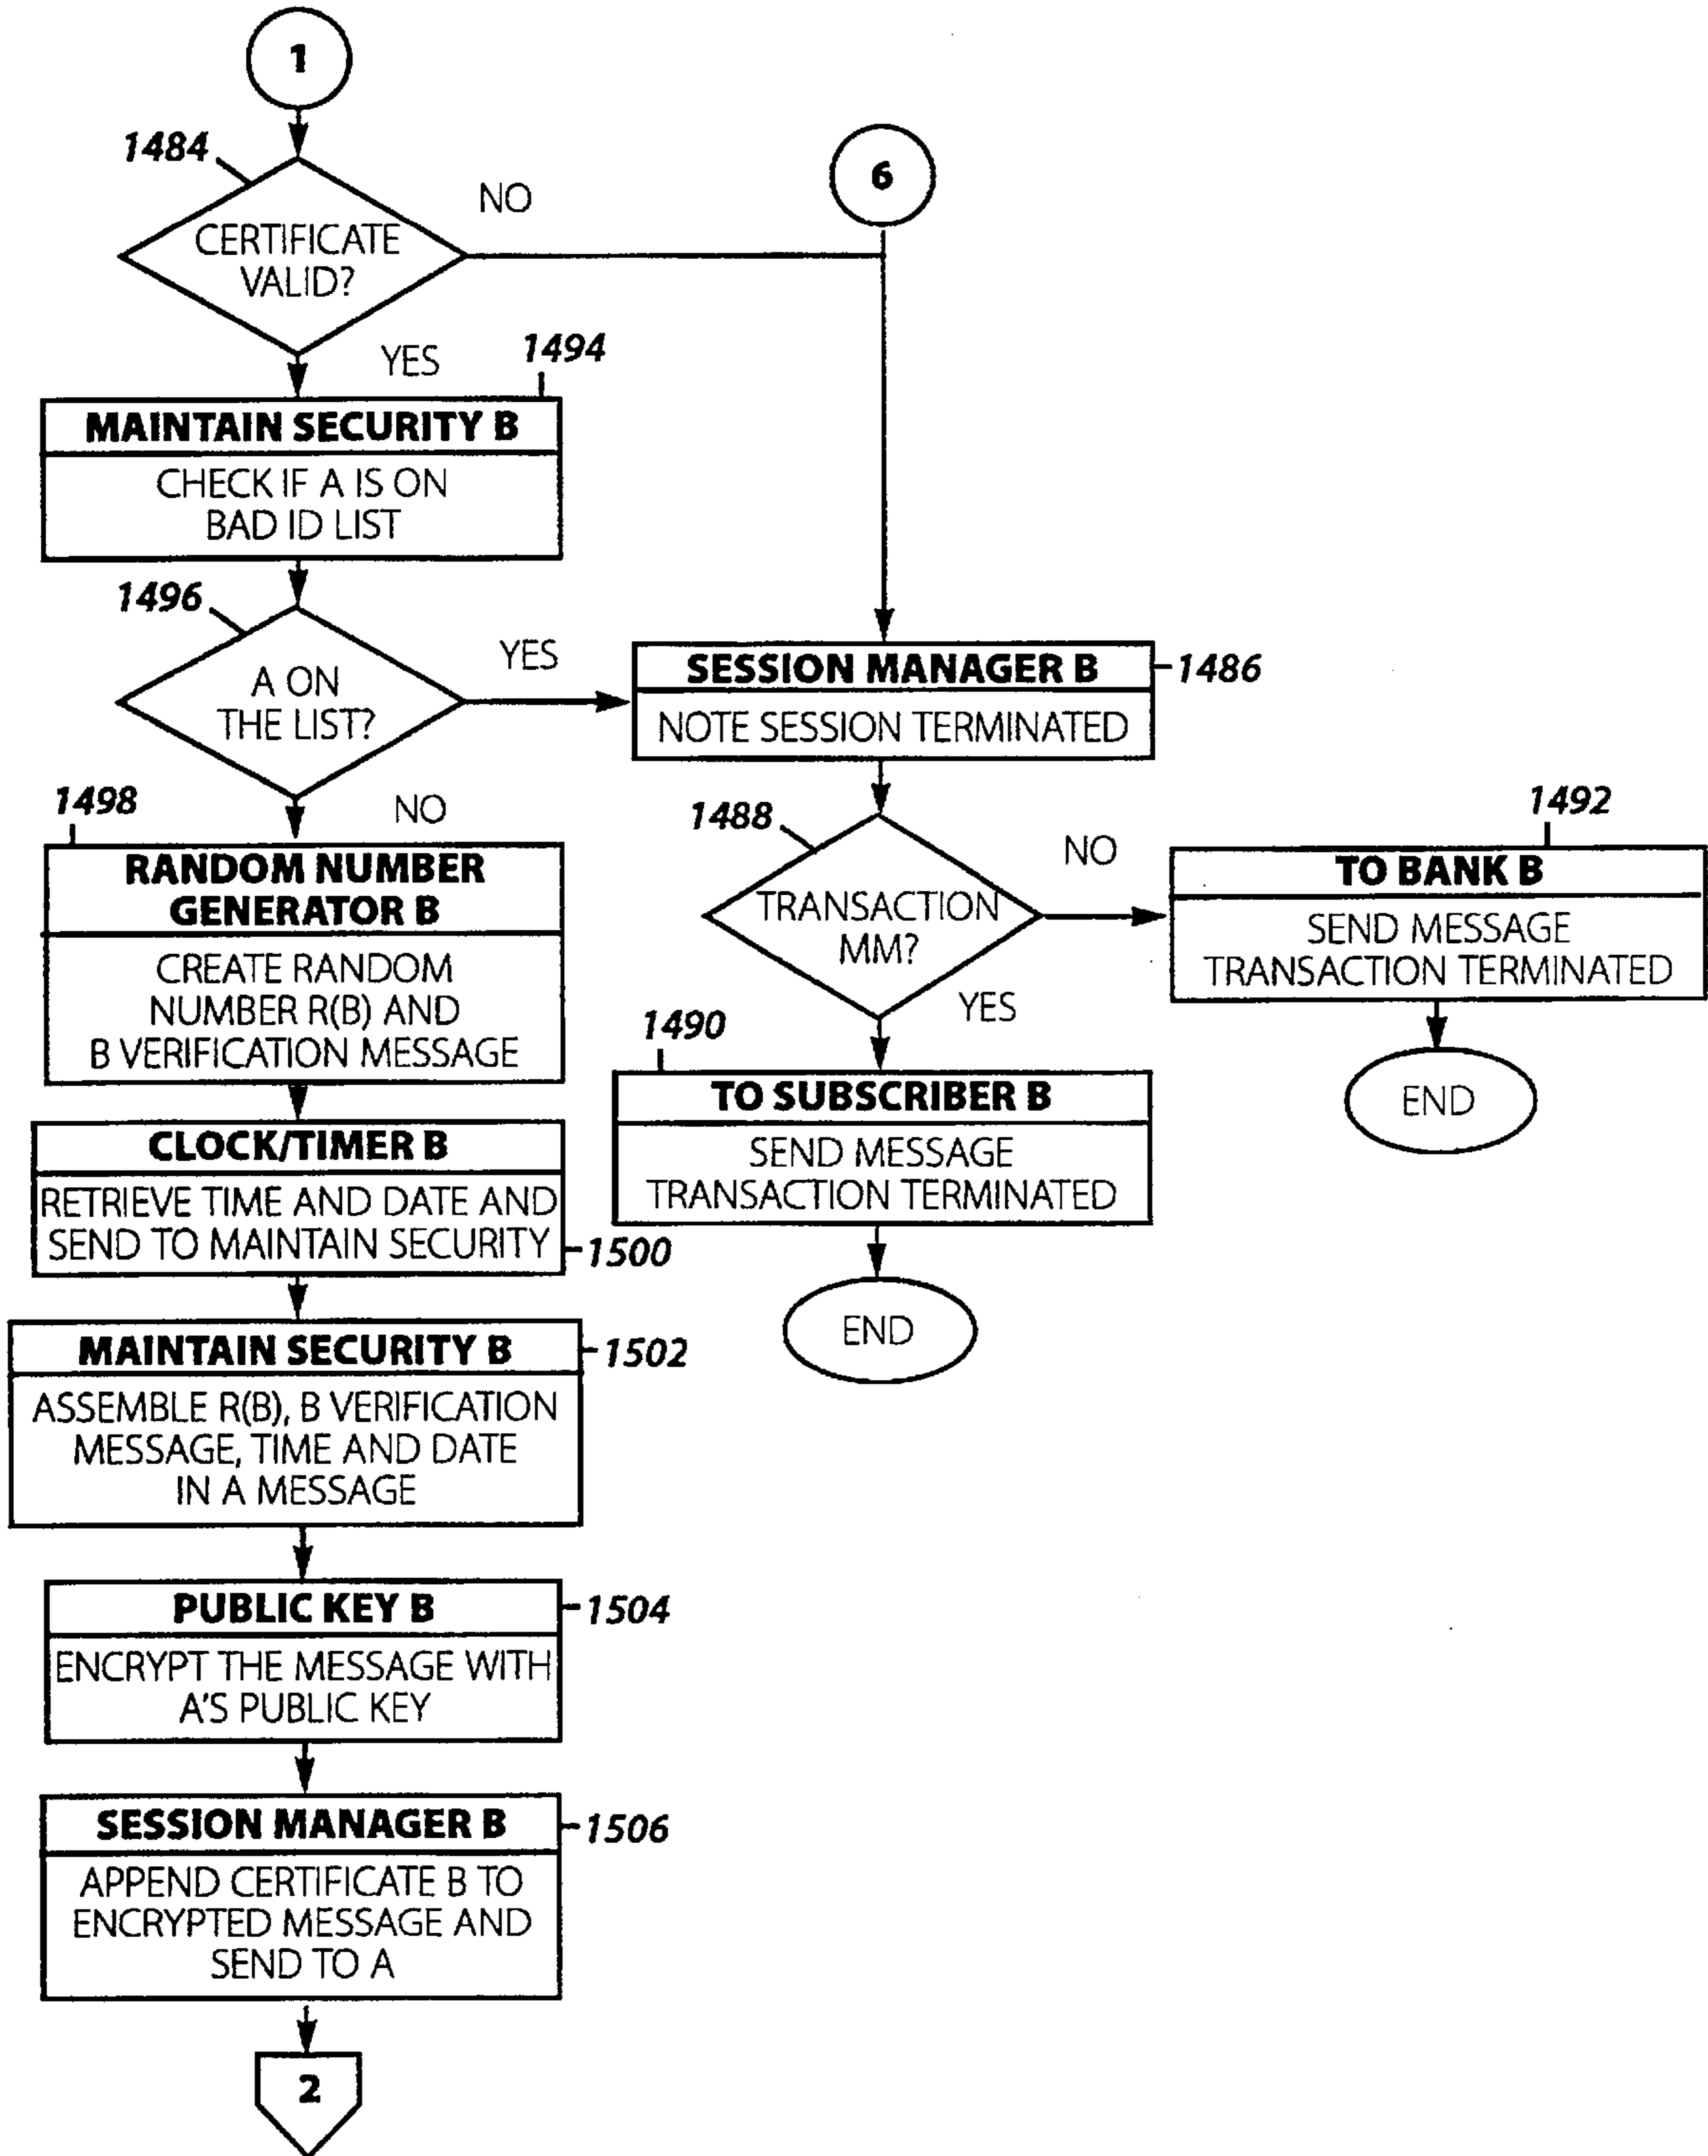 1
1484
NO
CERTIFICATE
VALID?
6
YES
1494
MAINTAIN SECURITY B
CHECK IF A IS ON
BAD ID LIST
1496
A ON
THE LIST?
YES
SESSION MANAGER B
1486
NOTE SESSION TERMINATED
1498
NO
RANDOM NUMBER
GENERATOR B
CREATE RANDOM
NUMBER R(B) AND
B VERIFICATION MESSAGE
1488
TRANSACTION
MM?
NO
1492
TO BANK B
SEND MESSAGE
TRANSACTION TERMINATED
END
YES
1490
TO SUBSCRIBER B
SEND MESSAGE
TRANSACTION TERMINATED
END
CLOCK/TIMER B
RETRIEVE TIME AND DATE AND
SEND TO MAINTAIN SECURITY
1500
MAINTAIN SECURITY B
1502
ASSEMBLE R(B), B VERIFICATION
MESSAGE, TIME AND DATE
IN A MESSAGE
PUBLIC KEY B
1504
ENCRYPT THE MESSAGE WITH
A'S PUBLIC KEY
SESSION MANAGER B
1506
APPEND CERTIFICATE B TO
ENCRYPTED MESSAGE AND
SEND TO A
2